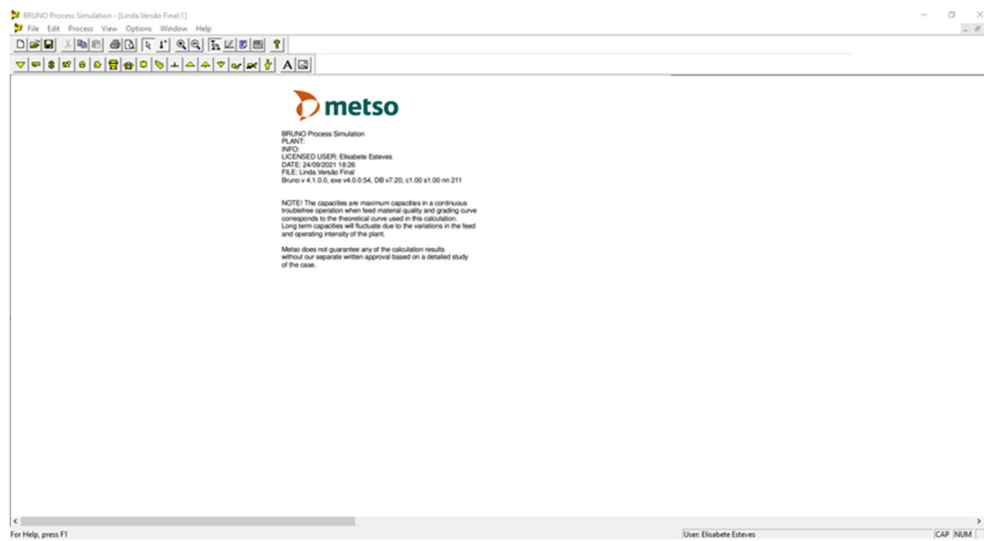 BRUNO Process Simulation - [Linda.Versão Final:1]
File Edit Process View Options Window Help
metso
BRUNO Process Simulation
PLANT:
INFO:
LICENSED USER: Elisabete Esteves
DATE: 24/09/2021 18:26
FILE: Linda.Versão Final
Bruno v 4.1.0.0, exe v4.0.0.54, DB v7.20, c1.00 s1.00 nn 211
NOTE! The capacities are maximum capacities in a continuous
troublefree operation when feed material quality and grading curve
corresponds to the theoretical curve used in this calculation.
Long term capacities will fluctuate due to the variations in the feed
and operating intensity of the plant.
Metso does not guarantee any of the calculation results
without our separate written approval based on a detailed study
of the case.
For Help, press F1
User: Elisabete Esteves
CAP NUM